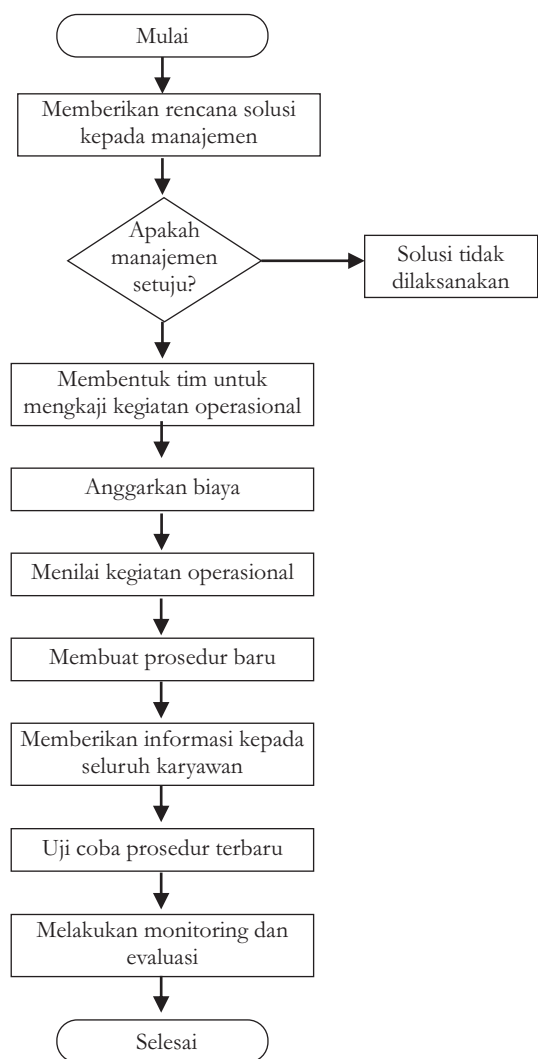 Mulai
Memberikan rencana solusi
kepada manajemen
Apakah
manajemen
setuju?
Solusi tidak
dilaksanakan
Membentuk tim untuk
mengkaji kegiatan operasional
Anggarkan biaya
Menilai kegiatan operasional
Membuat prosedur baru
Memberikan informasi kepada
seluruh karyawan
Uji coba prosedur terbaru
Melakukan monitoring dan
evaluasi
Selesai